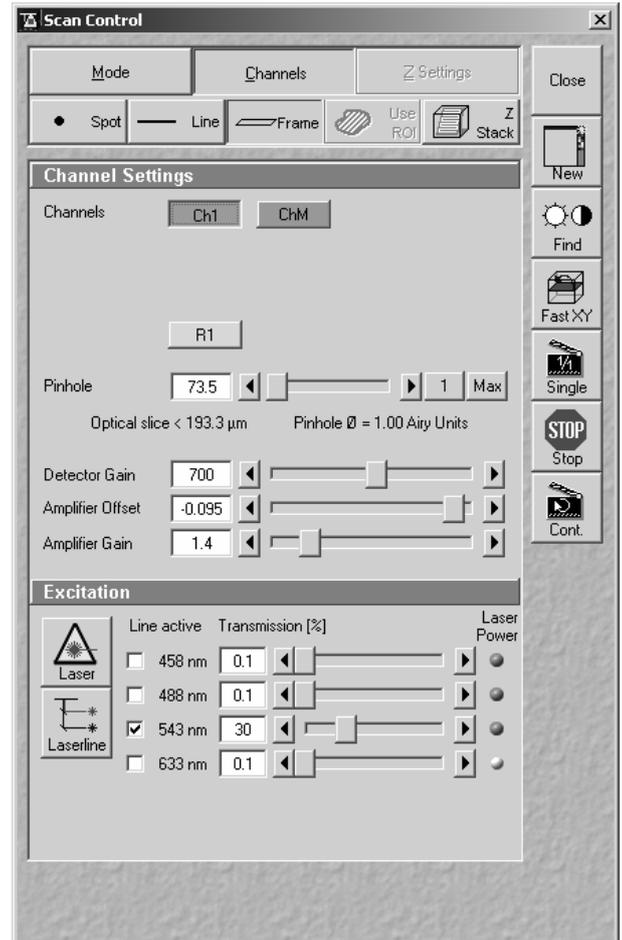 Scan Control
Mode Channels Z Settings
Spot Line Frame Use ROI Z Stack
Close
New
Find
Fast XY
1/1
Single
STOP
Stop
Cont.
Channel Settings
Channels Ch1 ChM
R1
Pinhole 73.5 1 Max
Optical slice < 193.3 µm Pinhole Ø = 1.00 Airy Units
Detector Gain 700
Amplifier Offset -0.095
Amplifier Gain 1.4
Excitation
Laser
Laserline
Line active Transmission [%] Laser Power
458 nm 0.1
488 nm 0.1
543 nm 30
633 nm 0.1